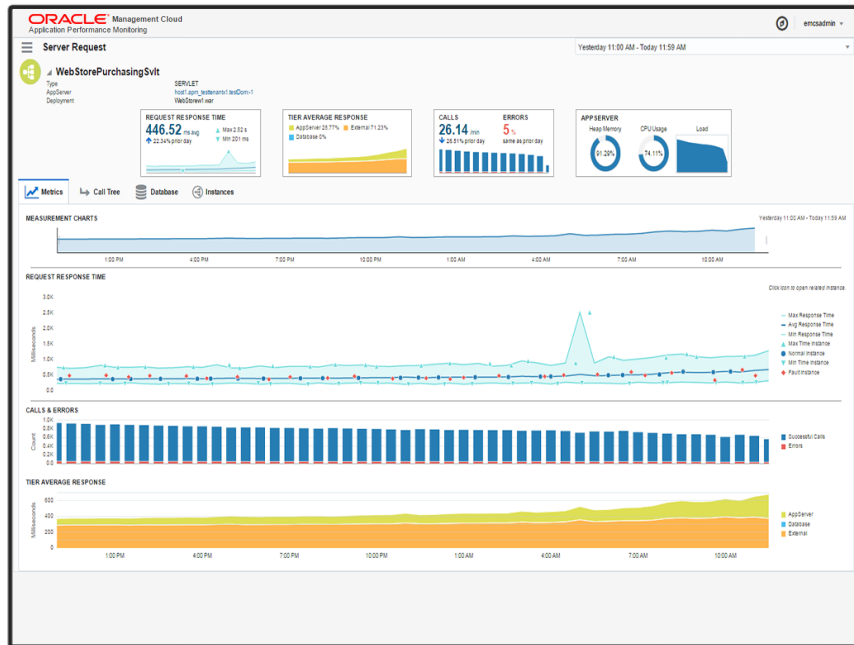 ORACLE Management Cloud
Application Performance Monitoring
emcsadmin
Server Request
Yesterday 11:00 AM - Today 11:59 AM
WebStorePurchasingSvlt
Type SERVLET
AppServer
Deployment WebStorewl.war
REQUEST RESPONSE TIME
446.52 ms avg
22.34% prior day
Max 2.52 s
Min 201 ms
TIER AVERAGE RESPONSE
AppServer 28.77% External 71.23%
Database 0%
CALLS
26.14 /min
26.51% prior day
ERRORS
5 %
same as prior day
APPSERVER
Heap Memory CPU Usage Load
91.29% 74.11%
Metrics Call Tree Database Instances
MEASUREMENT CHARTS
Yesterday 11:00 AM - Today 11:59 AM
1:00 PM 4:00 PM 7:00 PM 10:00 PM 1:00 AM 4:00 AM 7:00 AM 10:00 AM
REQUEST RESPONSE TIME
Click icon to open related instance.
Milliseconds
3.0K
2.5K
2.0K
1.5K
1.0K
0.5K
0.0
Max Response Time
Avg Response Time
Min Response Time
Max Time Instance
Normal Instance
Min Time Instance
Fault Instance
CALLS & ERRORS
Count
1.0K
0.8K
0.6K
0.4K
0.2K
0.0
Successful Calls
Errors
TIER AVERAGE RESPONSE
Milliseconds
600
400
200
0
AppServer
Database
External
1:00 PM 4:00 PM 7:00 PM 10:00 PM 1:00 AM 4:00 AM 7:00 AM 10:00 AM